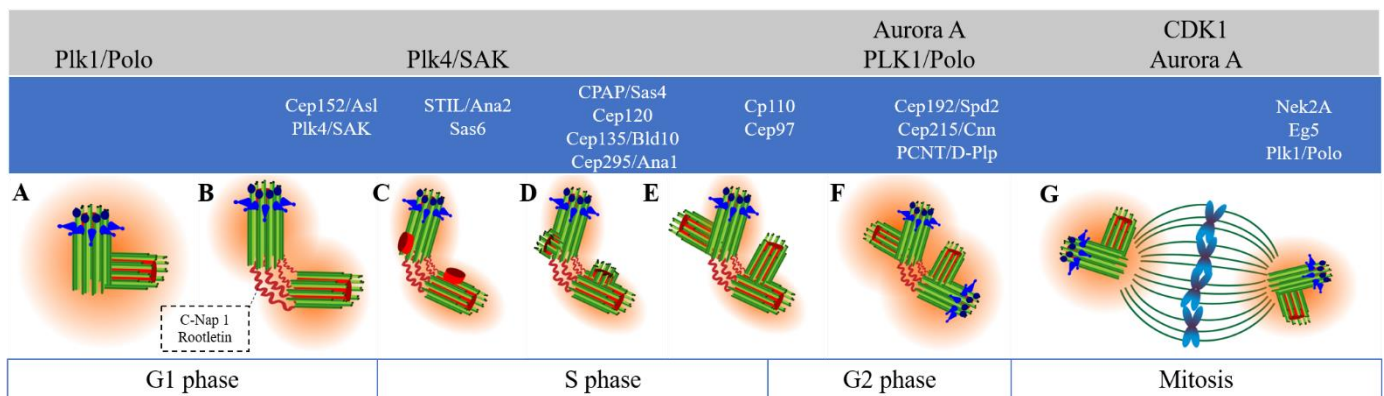 Aurora A
CDK1
Plk1/Polo
Plk4/SAK
PLK1/Polo
Aurora A
Cep152/Asl
Plk4/SAK
STIL/Ana2
Sas6
CPAP/Sas4
Cep120
Cep135/Bld10
Cep295/Ana1
Cp110
Cep97
Cep192/Spd2
Cep215/Cnn
PCNT/D-Plp
Nek2A
Eg5
Plk1/Polo
A
B
C
D
E
F
G
C-Nap 1
Rootletin
G1 phase
S phase
G2 phase
Mitosis